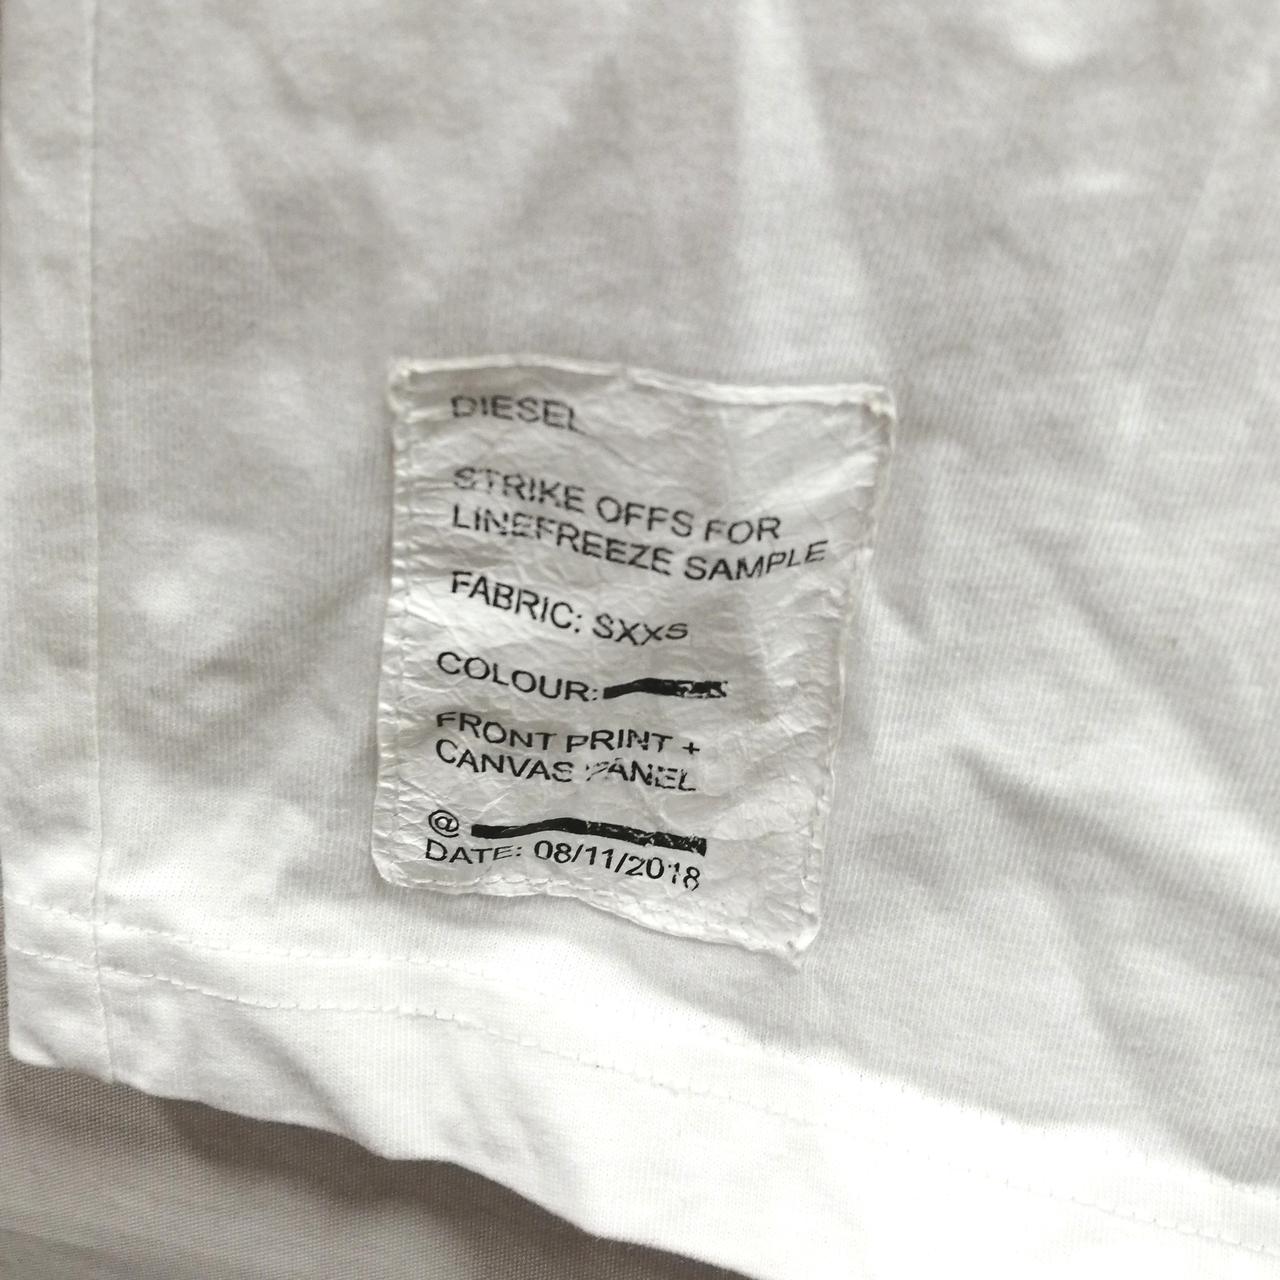 DIESEL
STRIKE OFFS FOR
LINEFREEZE SAMPLE
FABRIC: SXXS
COLOUR:
FRONT PRINT +
CANVAS PANEL
@
DATE: 08/11/2018